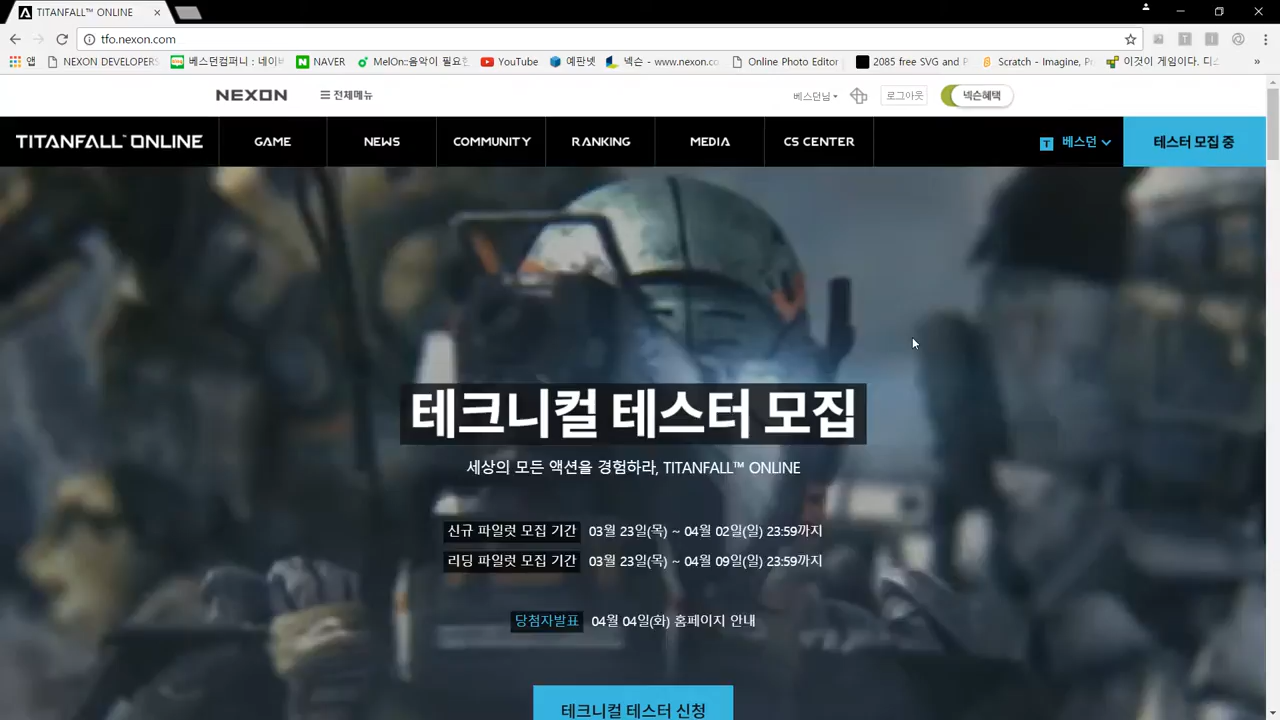 TITANFALL™ ONLINE
tfo.nexon.com
앱 NEXON DEVELOPERS 베스던컴퍼니 : 네이버 NAVER MelOn:음악이 필요한 YouTube 예판넷 넥슨 - www.nexon.co Online Photo Editor 2085 free SVG and P Scratch - Imagine, P 이것이 게임이다. 디스 »
NEXON 전체메뉴 베스던님 로그아웃 넥슨혜택
TITANFALL™ ONLINE GAME NEWS COMMUNITY RANKING MEDIA CS CENTER T 베스던 테스터 모집 중
테크니컬 테스터 모집
세상의 모든 액션을 경험하라, TITANFALL™ ONLINE
신규 파일럿 모집 기간 03월 23일(목) ~ 04월 02일(일) 23:59까지
리딩 파일럿 모집 기간 03월 23일(목) ~ 04월 09일(일) 23:59까지
당첨자발표 04월 04일(화) 홈페이지 안내
테크니컬 테스터 신청